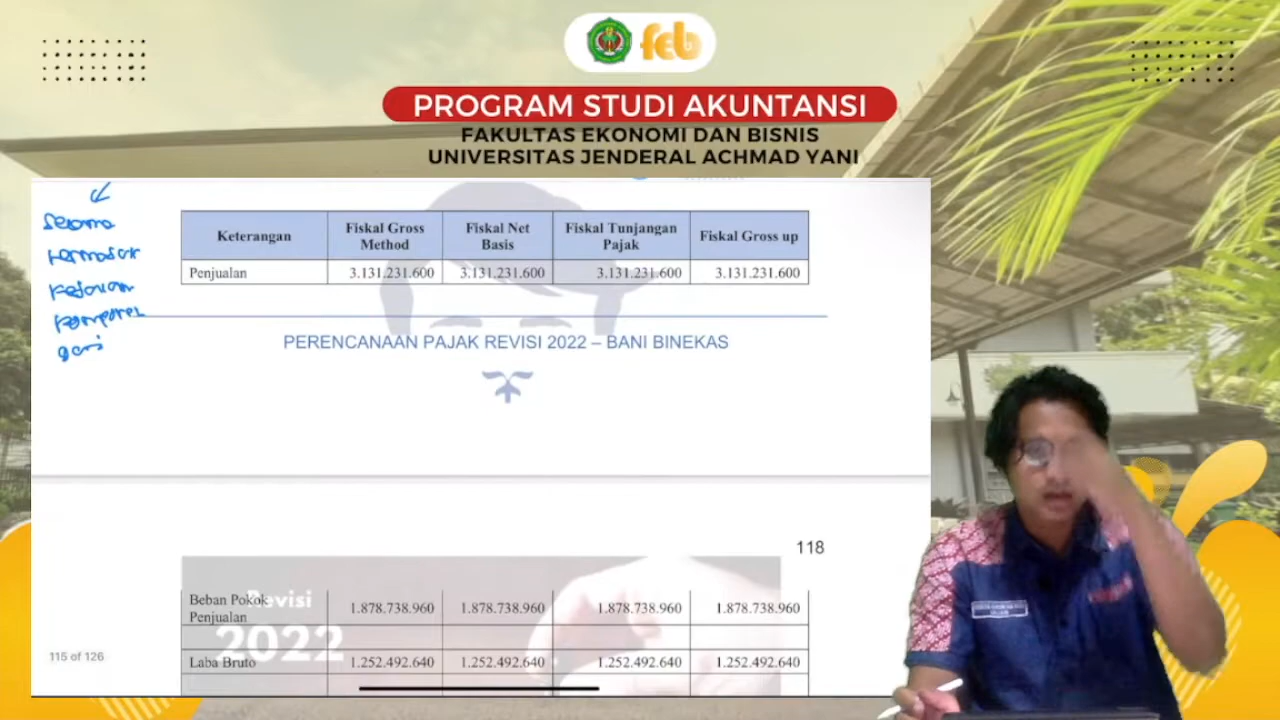 feb
PROGRAM STUDI AKUNTANSI
FAKULTAS EKONOMI DAN BISNIS
UNIVERSITAS JENDERAL ACHMAD YANI
Keterangan
Fiskal Gross Method
Fiskal Net Basis
Fiskal Tunjangan Pajak
Fiskal Gross up
Penjualan 3.131.231.600 3.131.231.600 3.131.231.600 3.131.231.600
PERENCANAAN PAJAK REVISI 2022 – BANI BINEKAS
118
Revisi
2022
Beban Pokok Penjualan 1.878.738.960 1.878.738.960 1.878.738.960 1.878.738.960
Laba Bruto 1.252.492.640 1.252.492.640 1.252.492.640 1.252.492.640
115 of 126